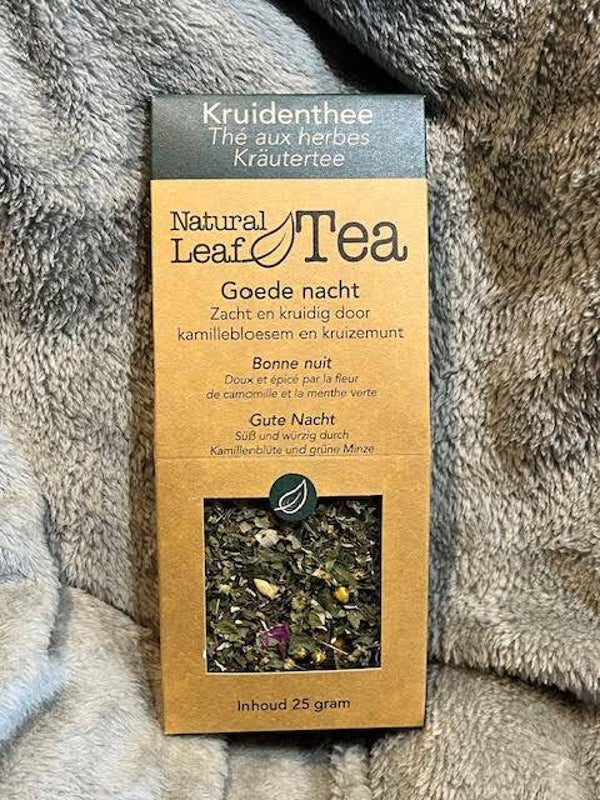 Kruidenthee
Thé aux herbes
Kräutertee
Natural
Leaf Tea
Goede nacht
Zacht en kruidig door
kamillebloesem en kruizemunt
Bonne nuit
Doux et épicé par la fleur
de camomille et la menthe verte
Gute Nacht
Süß und würzig durch
Kamillenblüte und grüne Minze
Inhoud 25 gram